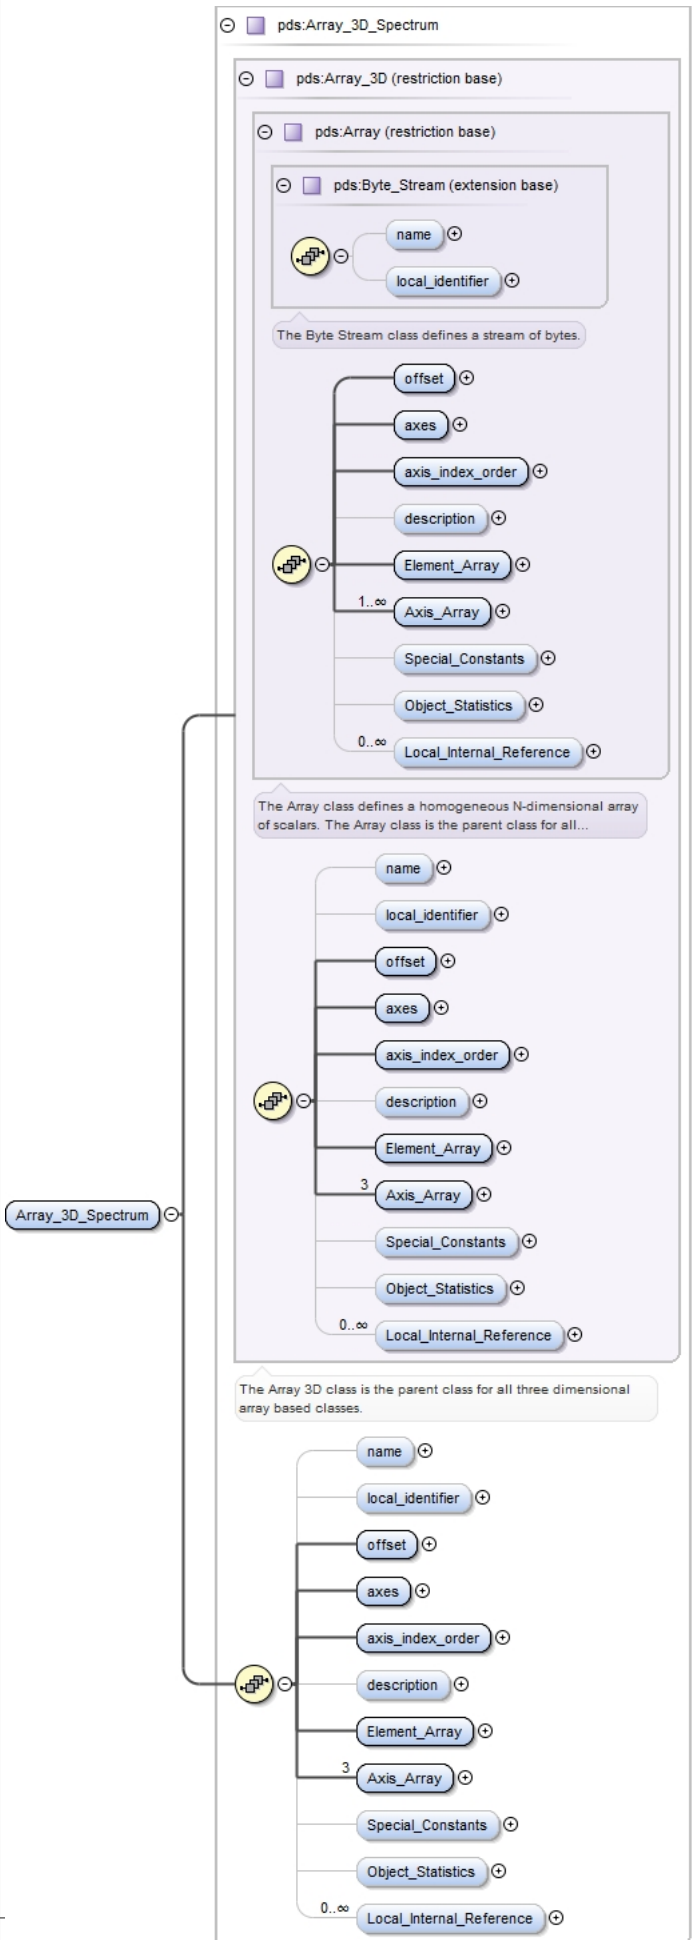 pds:Array_3D_Spectrum
pds:Array_3D (restriction base)
pds:Array (restriction base)
pds:Byte_Stream (extension base)
name
local_identifier
The Byte Stream class defines a stream of bytes.
offset
axes
axis_index_order
description
Element_Array
1..∞
Axis_Array
Special_Constants
Object_Statistics
0..∞
Local_Internal_Reference
The Array class defines a homogeneous N-dimensional array
of scalars. The Array class is the parent class for all...
name
local_identifier
offset
axes
axis_index_order
description
Element_Array
3
Axis_Array
Array_3D_Spectrum
Special_Constants
Object_Statistics
0..∞
Local_Internal_Reference
The Array 3D class is the parent class for all three dimensional
array based classes.
name
local_identifier
offset
axes
axis_index_order
description
Element_Array
3
Axis_Array
Special_Constants
Object_Statistics
0..∞
Local_Internal_Reference